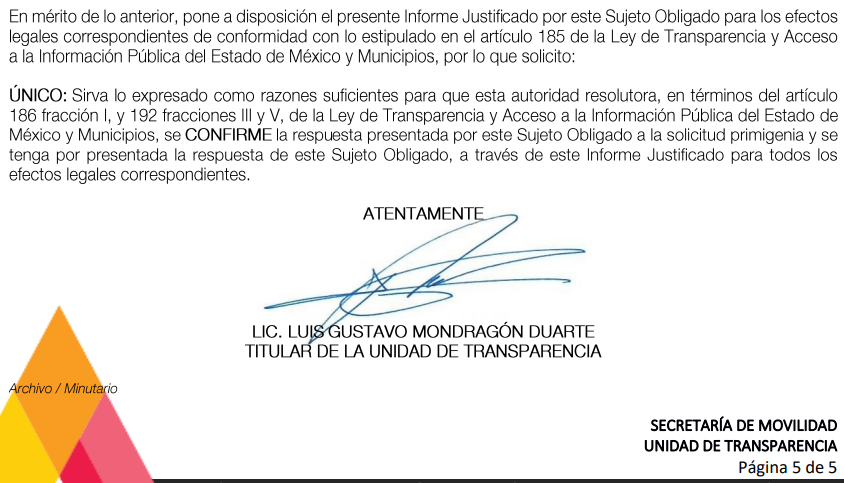 En mérito de lo anterior, pone a disposición el presente Informe Justificado por este Sujeto Obligado para los efectos
legales correspondientes de conformidad con lo estipulado en el artículo 185 de la Ley de Transparencia y Acceso
a la Información Pública del Estado de México y Municipios, por lo que solicito:
ÚNICO: Sirva lo expresado como razones suficientes para que esta autoridad resolutora, en términos del artículo
186 fracción I, y 192 fracciones III y V, de la Ley de Transparencia y Acceso a la Información Pública del Estado de
México y Municipios, se CONFIRME la respuesta presentada por este Sujeto Obligado a la solicitud primigenia y se
tenga por presentada la respuesta de este Sujeto Obligado, a través de este Informe Justificado para todos los
efectos legales correspondientes.
ATENTAMENTE
LIC. LUIS GUSTAVO MONDRAGÓN DUARTE
TITULAR DE LA UNIDAD DE TRANSPARENCIA
Archivo / Minutario
SECRETARÍA DE MOVILIDAD
UNIDAD DE TRANSPARENCIA
Página 5 de 5